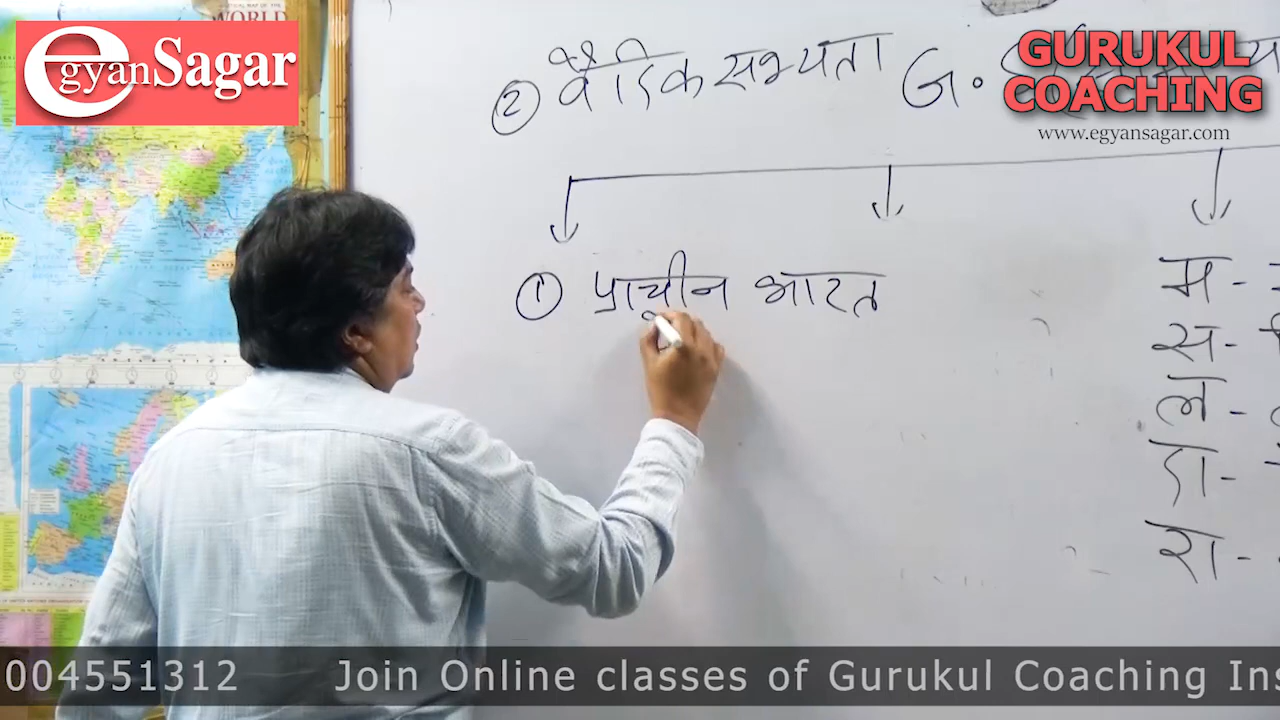 WORLD
egyanSagar
GURUKUL
COACHING
www.egyansagar.com
② वैदिक सभ्यता G.
① प्राचीन भारत
म -
स -
ल -
रा -
004551312 Join Online classes of Gurukul Coaching Ins